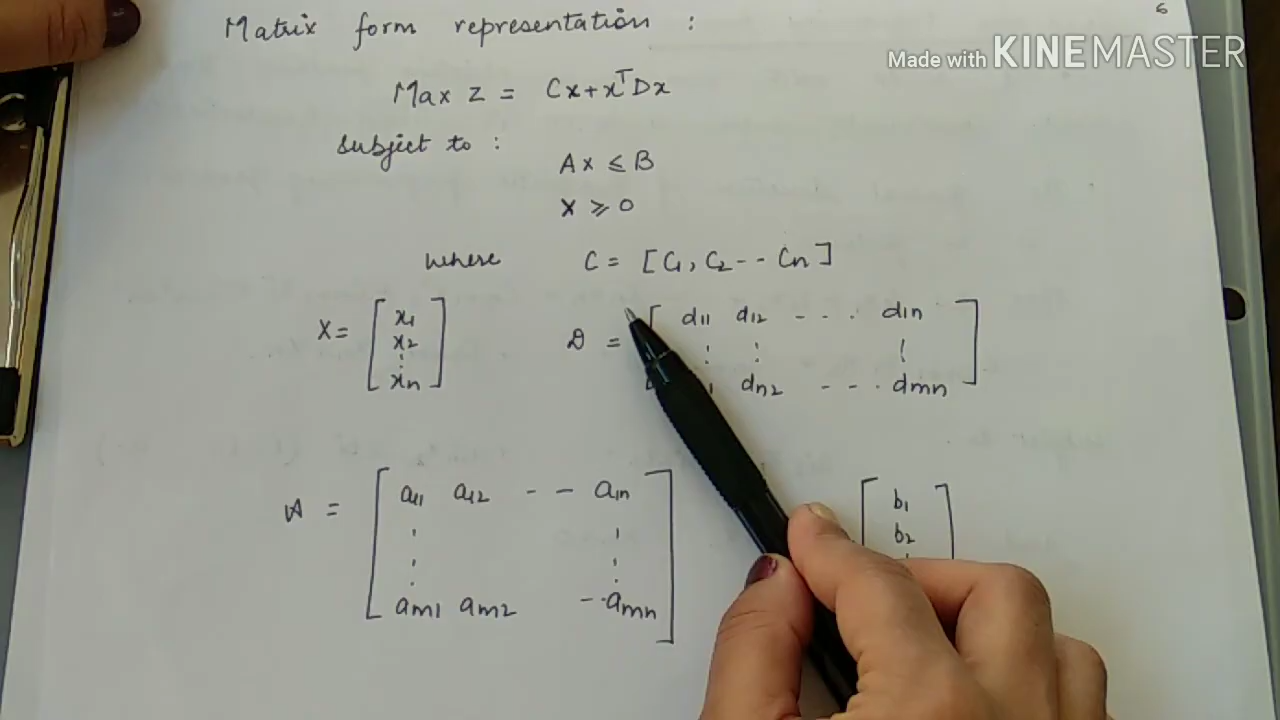 6
Matrix form representation :
Made with KINEMASTER
Max z = Cx+x^T Dx
Subject to :
Ax ≤ B
X ≥ 0
where C = [C1, C2 -- Cn]
X = [x1 x2 ⋮ xn]
D = [d11 d12 - - . d1n
⋮ ⋮ ⋮
dn2 - - . dmn]
A = [a11 a12 - - a1n
⋮ ⋮
am1 am2 - - amn]
[b1
b2